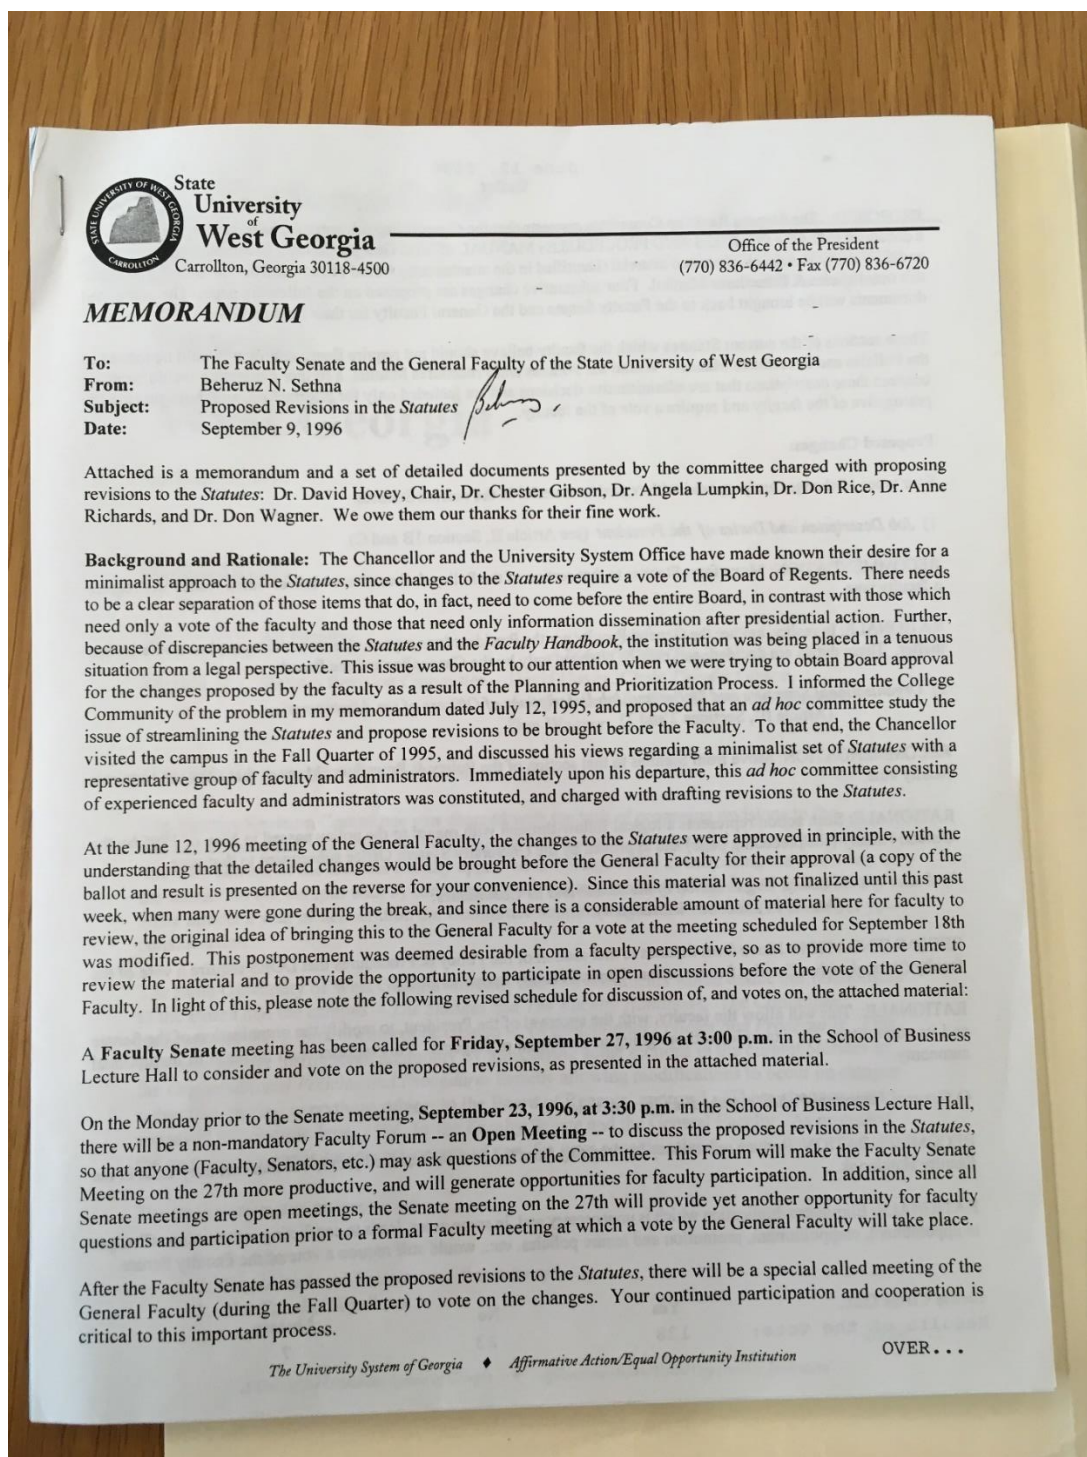 STATE UNIVERSITY OF WEST GEORGIA
CARROLLTON
State
University
of
West Georgia
Carrollton, Georgia 30118-4500
Office of the President
(770) 836-6442 • Fax (770) 836-6720
MEMORANDUM
To: The Faculty Senate and the General Faculty of the State University of West Georgia
From: Beheruz N. Sethna
Subject: Proposed Revisions in the Statutes
Date: September 9, 1996
Attached is a memorandum and a set of detailed documents presented by the committee charged with proposing
revisions to the Statutes: Dr. David Hovey, Chair, Dr. Chester Gibson, Dr. Angela Lumpkin, Dr. Don Rice, Dr. Anne
Richards, and Dr. Don Wagner. We owe them our thanks for their fine work.
Background and Rationale: The Chancellor and the University System Office have made known their desire for a
minimalist approach to the Statutes, since changes to the Statutes require a vote of the Board of Regents. There needs
to be a clear separation of those items that do, in fact, need to come before the entire Board, in contrast with those which
need only a vote of the faculty and those that need only information dissemination after presidential action. Further,
because of discrepancies between the Statutes and the Faculty Handbook, the institution was being placed in a tenuous
situation from a legal perspective. This issue was brought to our attention when we were trying to obtain Board approval
for the changes proposed by the faculty as a result of the Planning and Prioritization Process. I informed the College
Community of the problem in my memorandum dated July 12, 1995, and proposed that an ad hoc committee study the
issue of streamlining the Statutes and propose revisions to be brought before the Faculty. To that end, the Chancellor
visited the campus in the Fall Quarter of 1995, and discussed his views regarding a minimalist set of Statutes with a
representative group of faculty and administrators. Immediately upon his departure, this ad hoc committee consisting
of experienced faculty and administrators was constituted, and charged with drafting revisions to the Statutes.
At the June 12, 1996 meeting of the General Faculty, the changes to the Statutes were approved in principle, with the
understanding that the detailed changes would be brought before the General Faculty for their approval (a copy of the
ballot and result is presented on the reverse for your convenience). Since this material was not finalized until this past
week, when many were gone during the break, and since there is a considerable amount of material here for faculty to
review, the original idea of bringing this to the General Faculty for a vote at the meeting scheduled for September 18th
was modified. This postponement was deemed desirable from a faculty perspective, so as to provide more time to
review the material and to provide the opportunity to participate in open discussions before the vote of the General
Faculty. In light of this, please note the following revised schedule for discussion of, and votes on, the attached material:
A Faculty Senate meeting has been called for Friday, September 27, 1996 at 3:00 p.m. in the School of Business
Lecture Hall to consider and vote on the proposed revisions, as presented in the attached material.
On the Monday prior to the Senate meeting, September 23, 1996, at 3:30 p.m. in the School of Business Lecture Hall,
there will be a non-mandatory Faculty Forum -- an Open Meeting -- to discuss the proposed revisions in the Statutes,
so that anyone (Faculty, Senators, etc.) may ask questions of the Committee. This Forum will make the Faculty Senate
Meeting on the 27th more productive, and will generate opportunities for faculty participation. In addition, since all
Senate meetings are open meetings, the Senate meeting on the 27th will provide yet another opportunity for faculty
questions and participation prior to a formal Faculty meeting at which a vote by the General Faculty will take place.
After the Faculty Senate has passed the proposed revisions to the Statutes, there will be a special called meeting of the
General Faculty (during the Fall Quarter) to vote on the changes. Your continued participation and cooperation is
critical to this important process.
OVER...
The University System of Georgia ♦ Affirmative Action/Equal Opportunity Institution